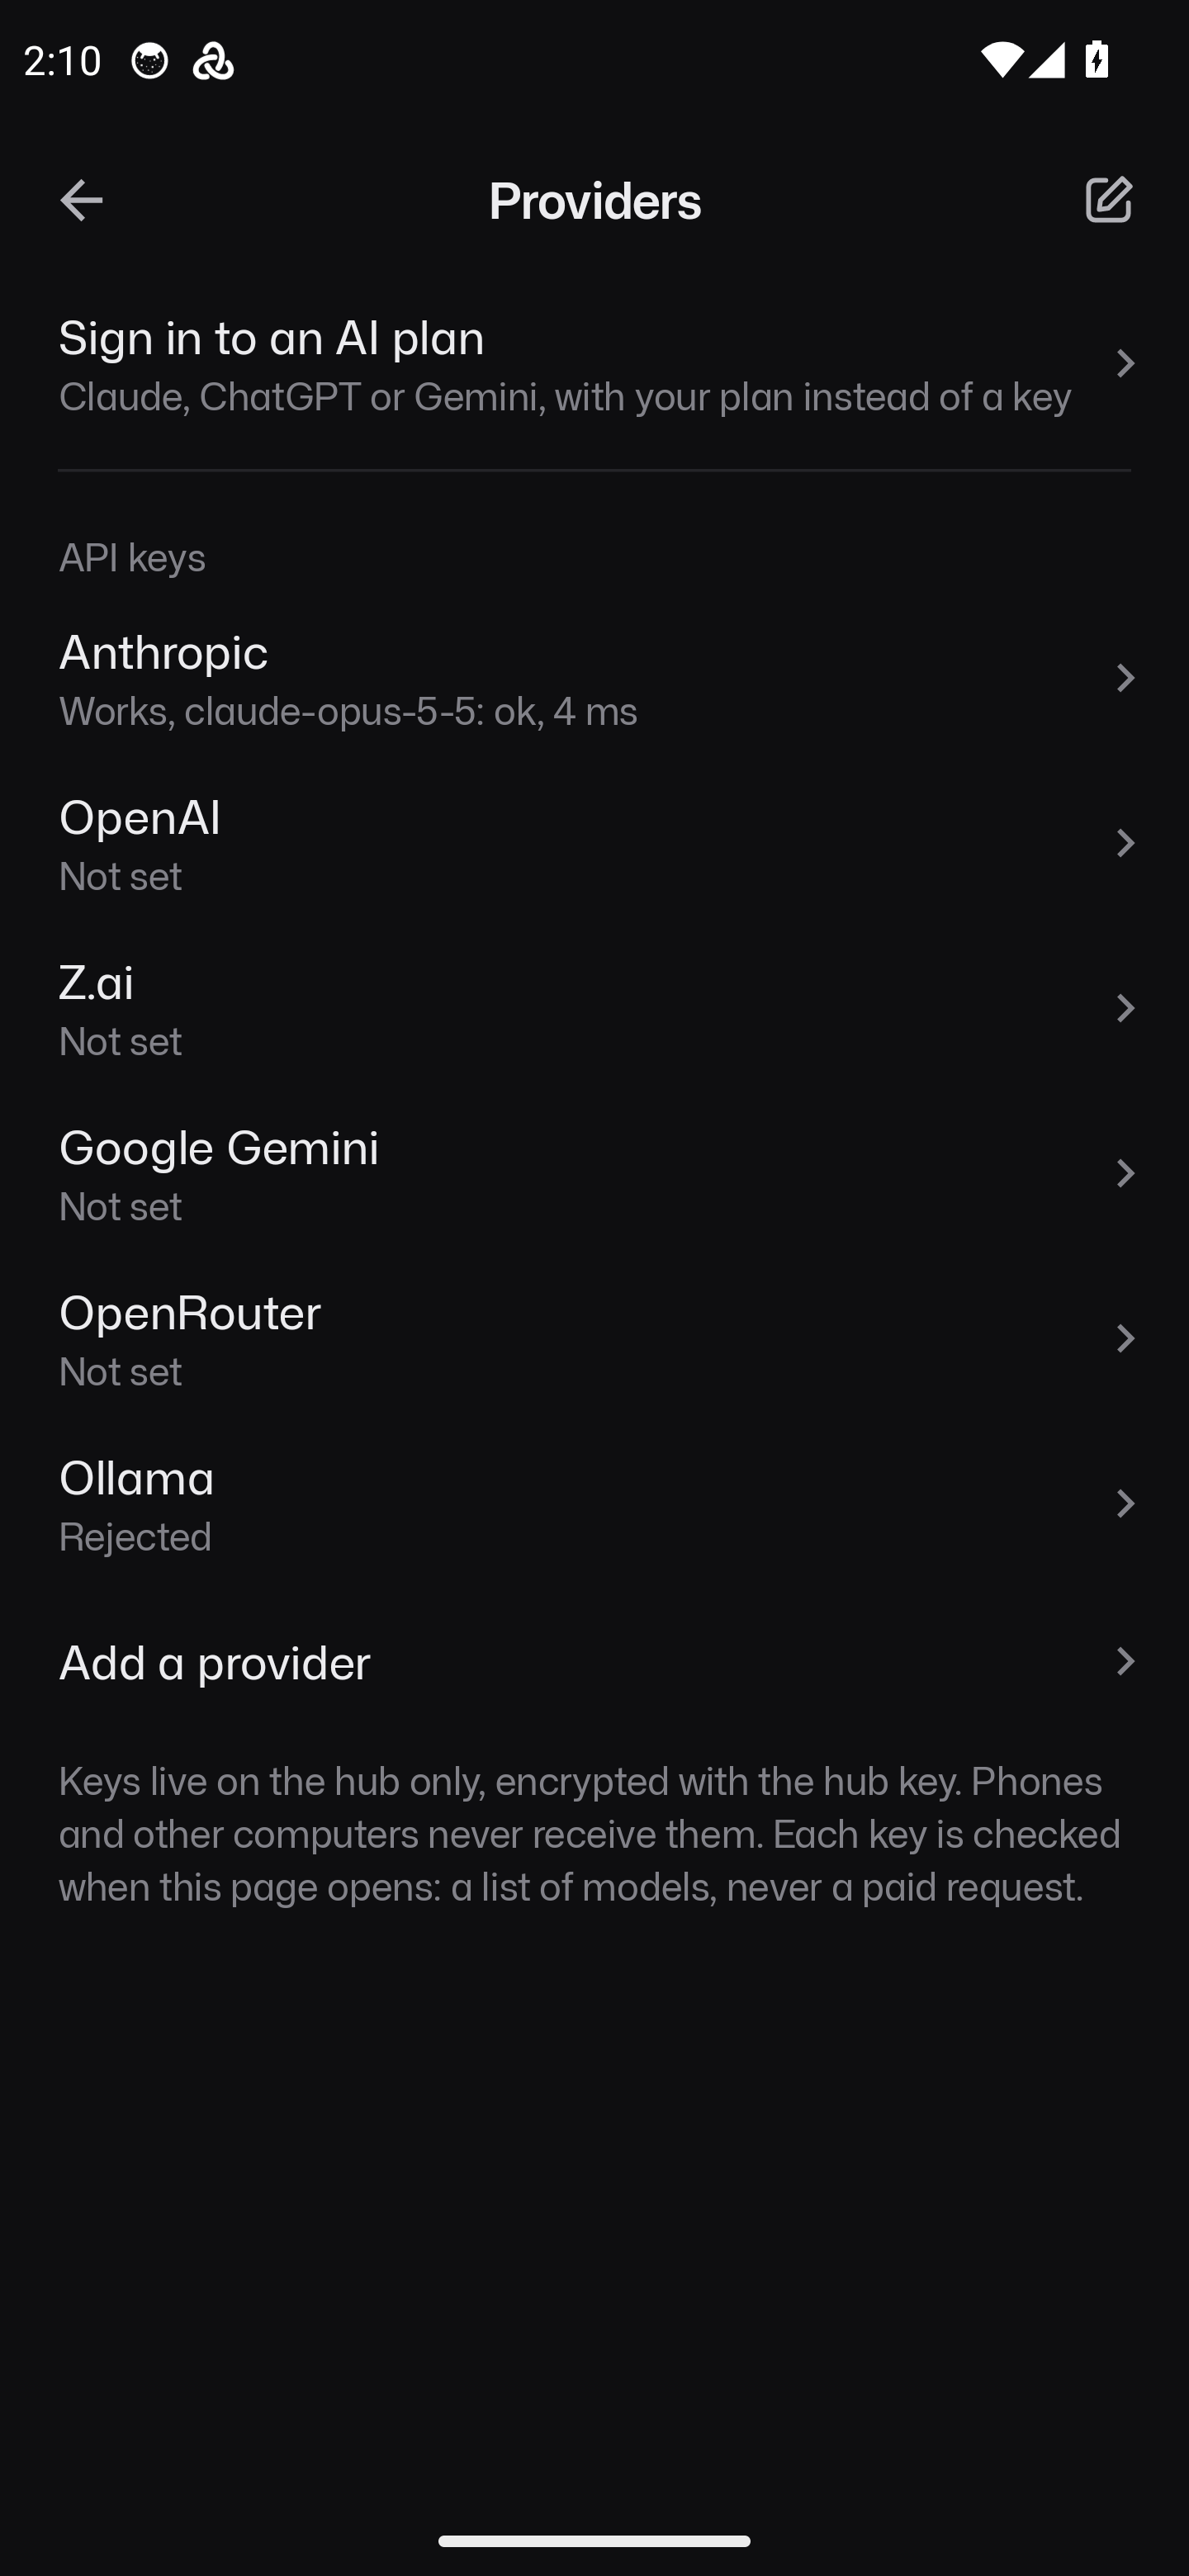 2:10
Providers
Sign in to an AI plan
Claude, ChatGPT or Gemini, with your plan instead of a key
API keys
Anthropic
Works, claude-opus-5-5: ok, 4 ms
OpenAI
Not set
Z.ai
Not set
Google Gemini
Not set
OpenRouter
Not set
Ollama
Rejected
Add a provider
Keys live on the hub only, encrypted with the hub key. Phones
and other computers never receive them. Each key is checked
when this page opens: a list of models, never a paid request.